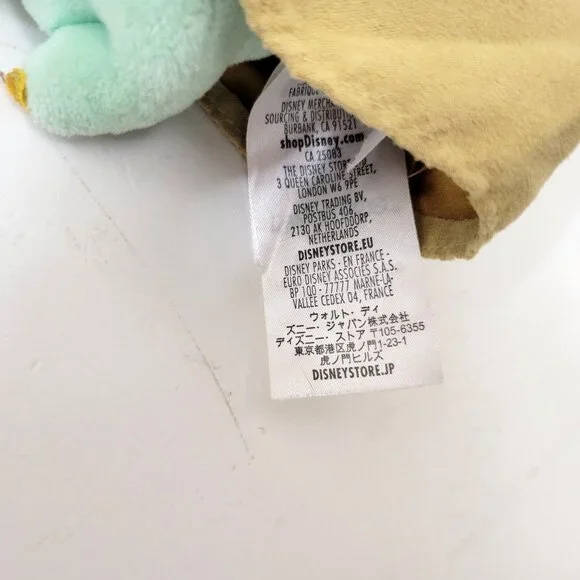 FABRIQUÉ
DISNEY MERCHA
SOURCING & DISTRIBUT
BURBANK, CA 91521
shopDisney.com
CA 25083
THE DISNEY STORE
3 QUEEN CAROLINE STREET,
LONDON W6 9PE
DISNEY TRADING BV,
POSTBUS 406,
2130 AK HOOFDDORP,
NETHERLANDS
DISNEYSTORE.EU
DISNEY PARKS - EN FRANCE -
EURO DISNEY ASSOCIES S.A.S.
BP 100 - 77777 MARNE-LA-
VALLEE CEDEX 04, FRANCE
ウォルト・ディ
ズニー・ジャパン株式会社
ディズニー・ストア 〒105-6355
東京都港区虎ノ門1-23-1
虎ノ門ヒルズ
DISNEYSTORE.JP